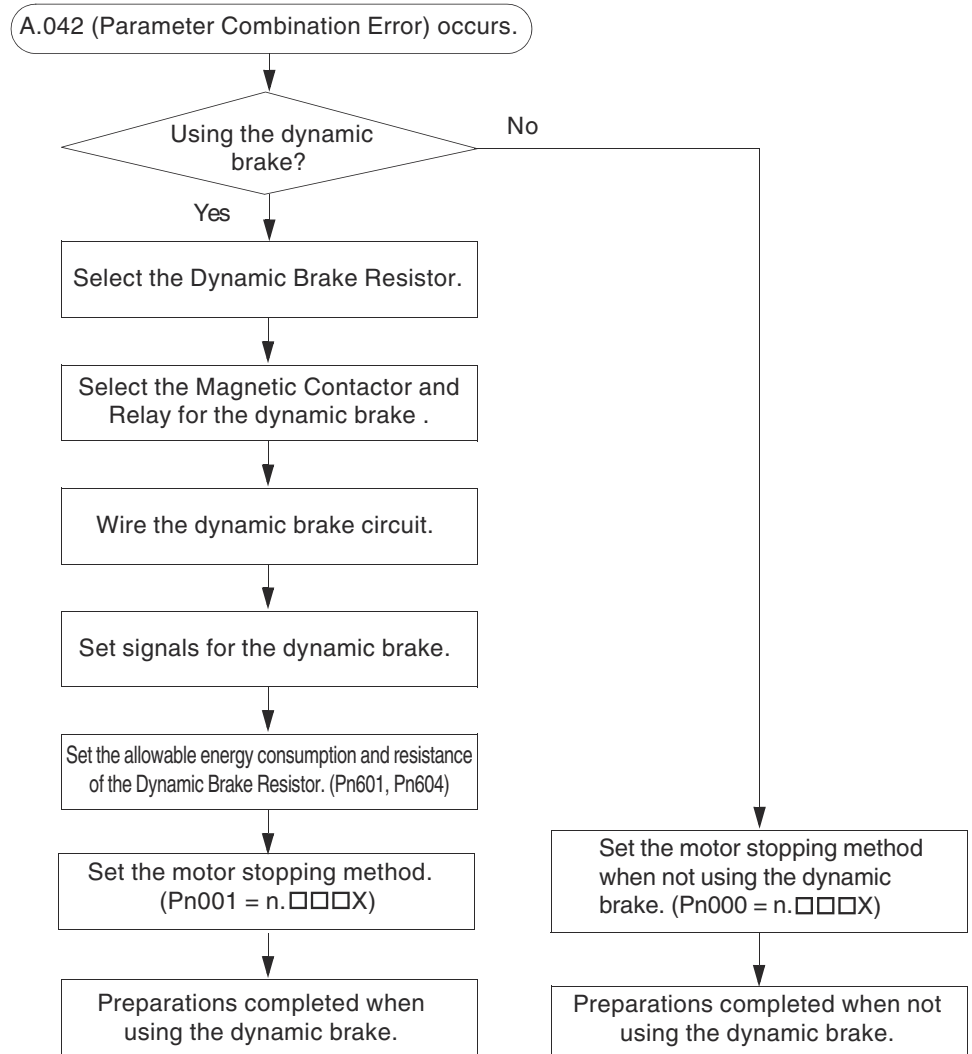 A.042 (Parameter Combination Error) occurs.
Using the dynamic
brake?
No
Yes
Select the Dynamic Brake Resistor.
Select the Magnetic Contactor and
Relay for the dynamic brake .
Wire the dynamic brake circuit.
Set signals for the dynamic brake.
Set the allowable energy consumption and resistance
of the Dynamic Brake Resistor. (Pn601, Pn604)
Set the motor stopping method.
(Pn001 = n.□□□X)
Preparations completed when
using the dynamic brake.
Set the motor stopping method
when not using the dynamic
brake. (Pn000 = n.□□□X)
Preparations completed when not
using the dynamic brake.